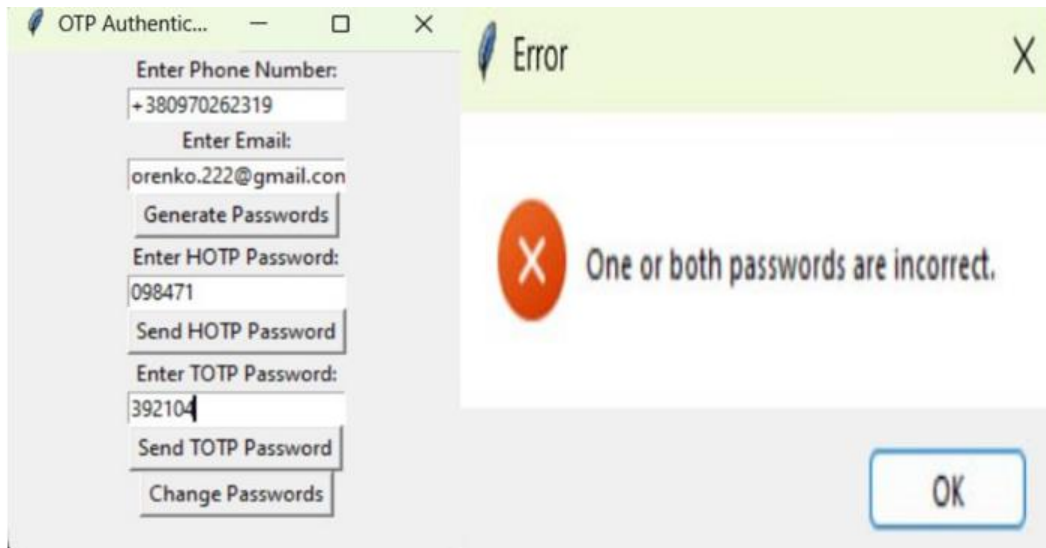 OTP Authentic...
Enter Phone Number:
+380970262319
Enter Email:
orenko.222@gmail.con
Generate Passwords
Enter HOTP Password:
098471
Send HOTP Password
Enter TOTP Password:
392104
Send TOTP Password
Change Passwords
Error
One or both passwords are incorrect.
OK